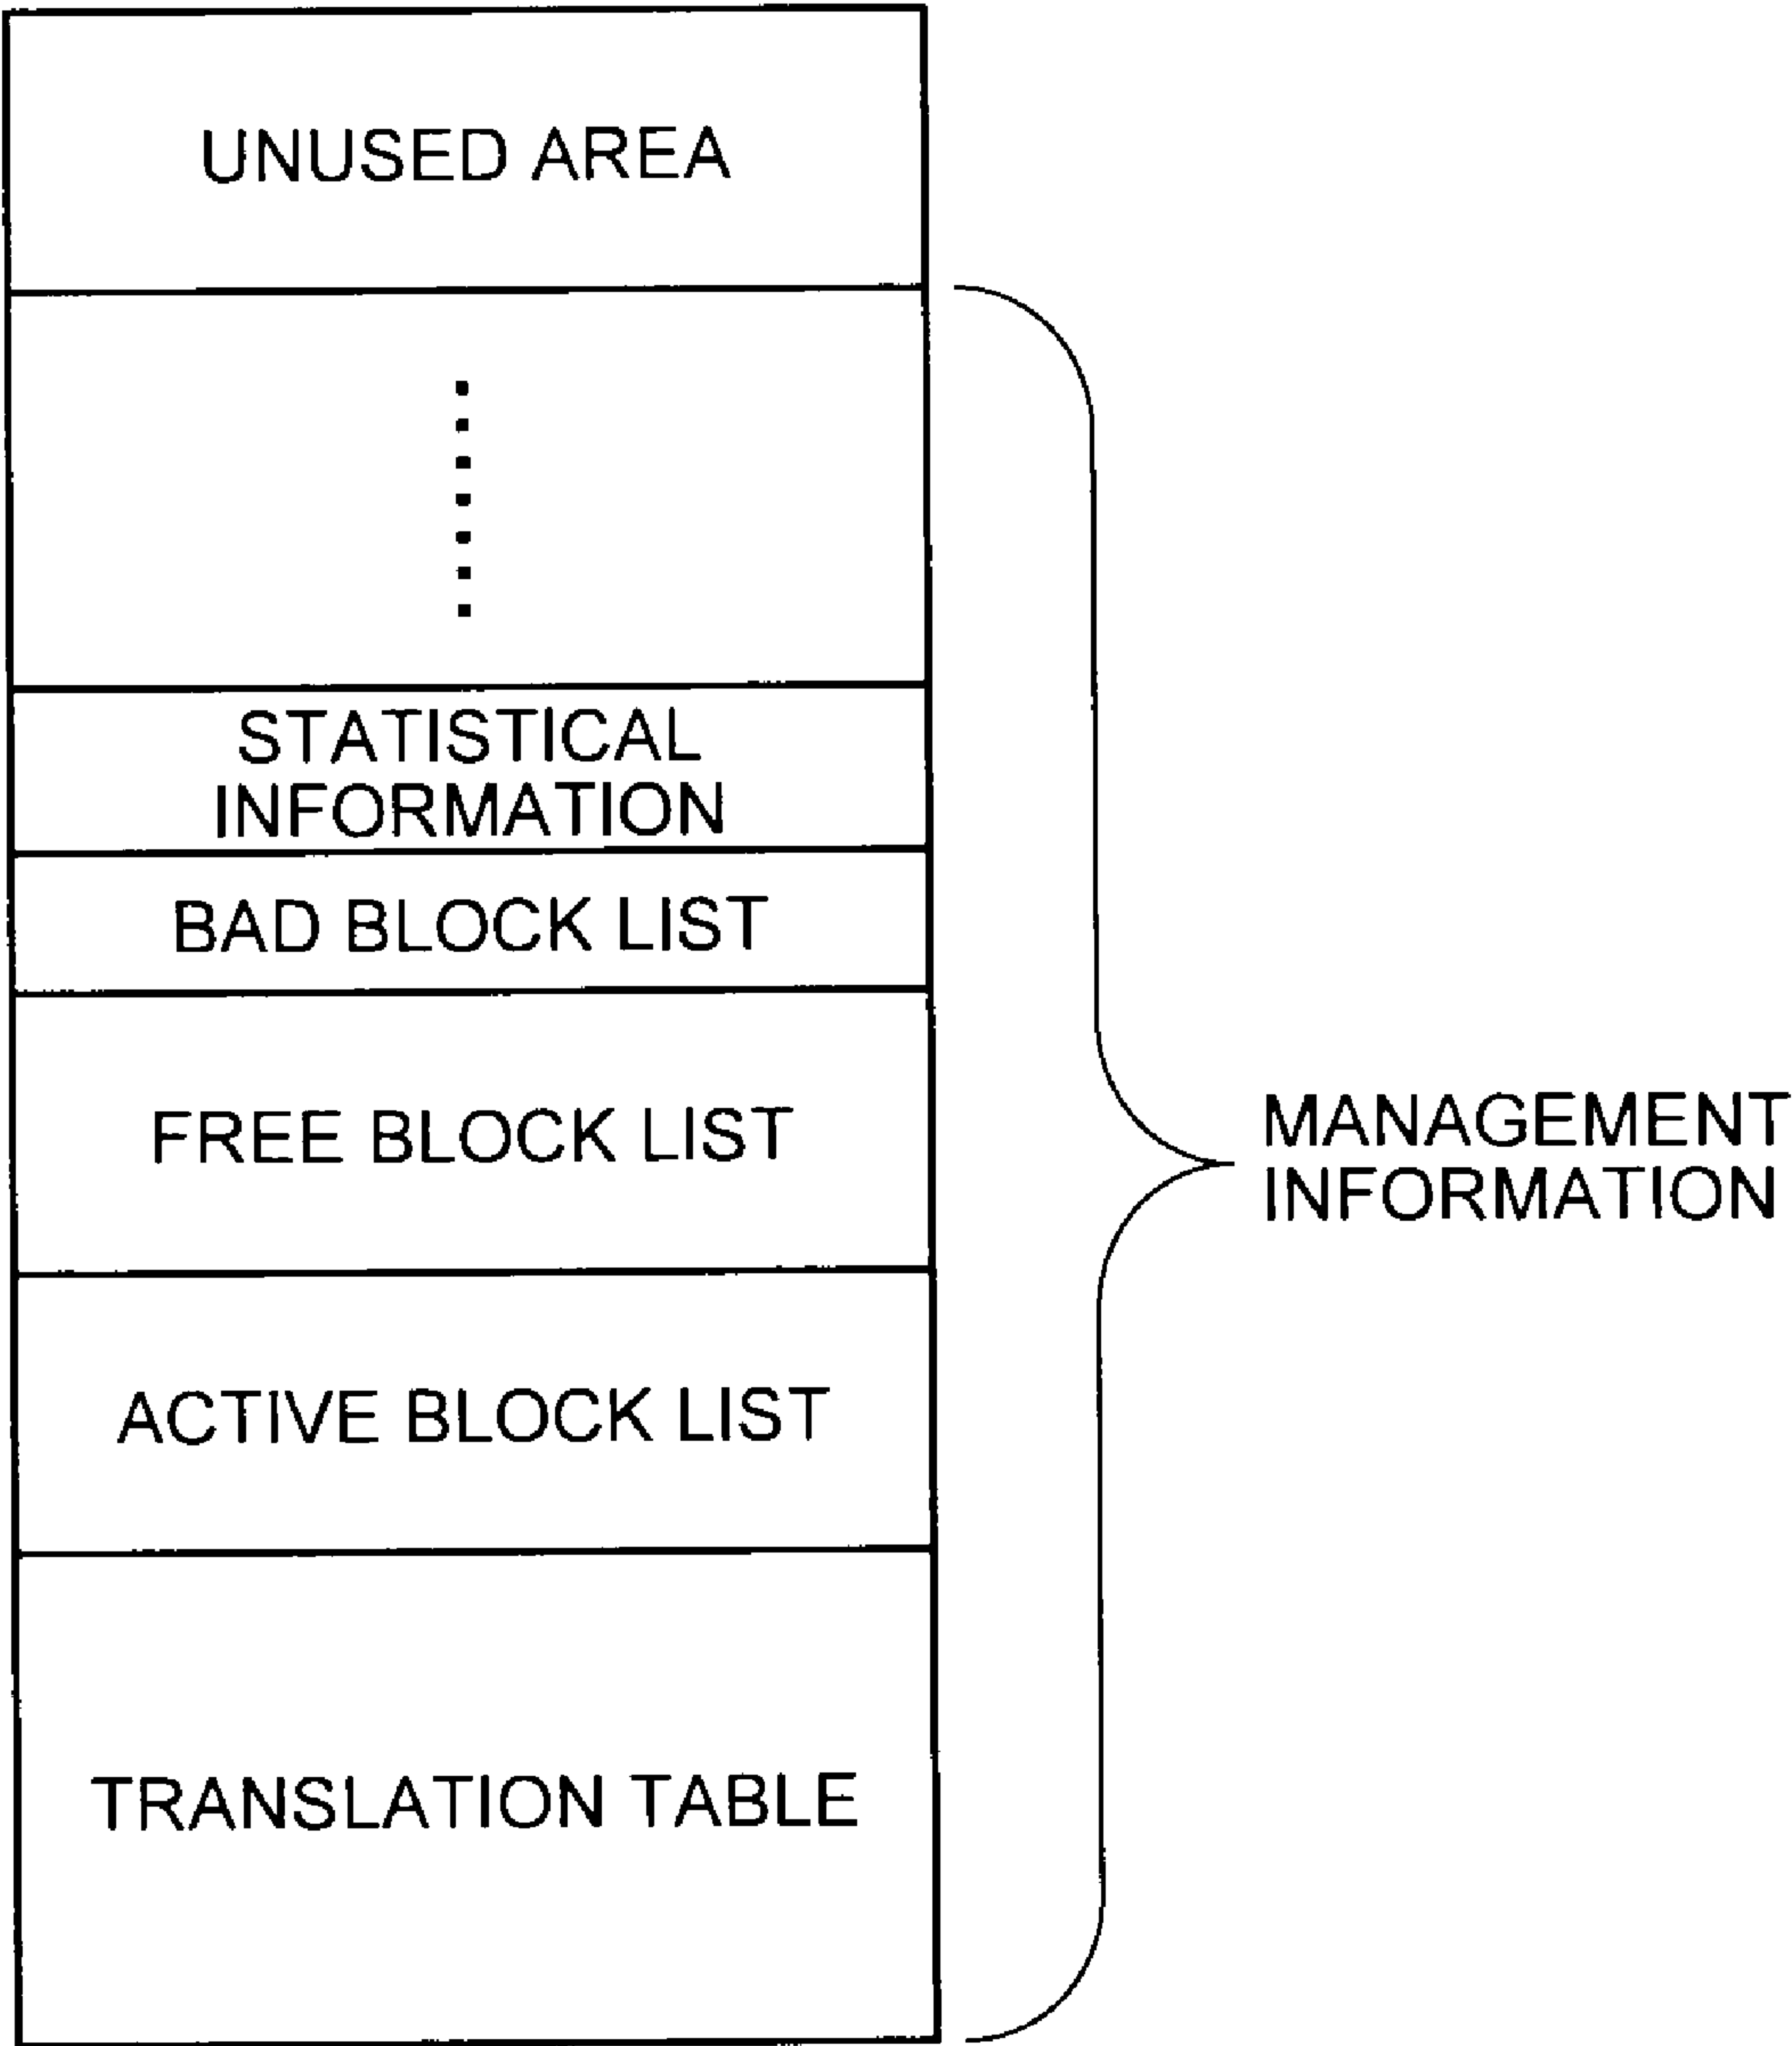 UNUSED AREA
STATISTICAL
INFORMATION
BAD BLOCK LIST
FREE BLOCK LIST
ACTIVE BLOCK LIST
TRANSLATION TABLE
MANAGEMENT
INFORMATION